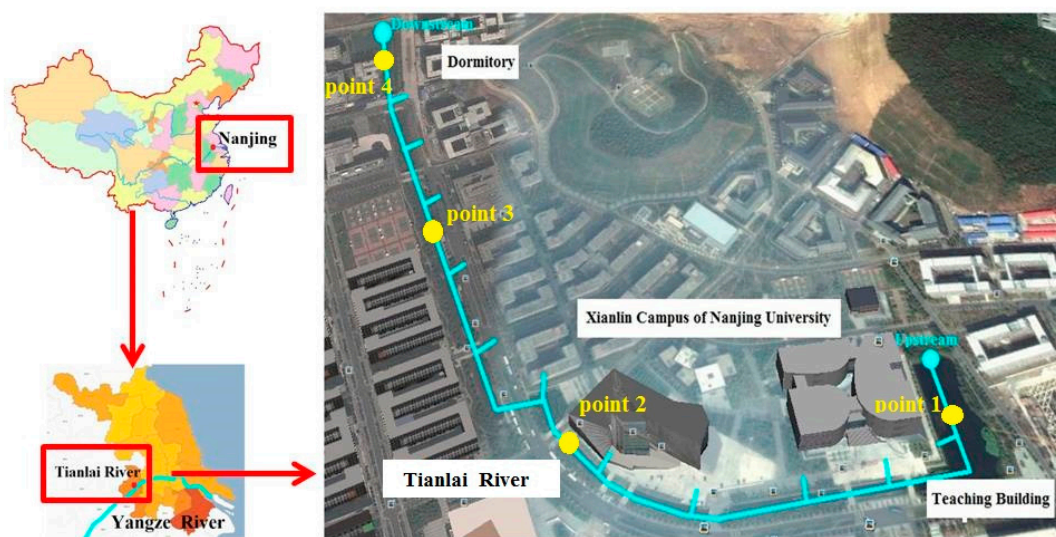 Nanjing
Tianlai River
Yangze River
Downstream
Dormitory
point 4
point 3
Xianlin Campus of Nanjing University
Upstream
point 2
point 1
Tianlai River
Teaching Building